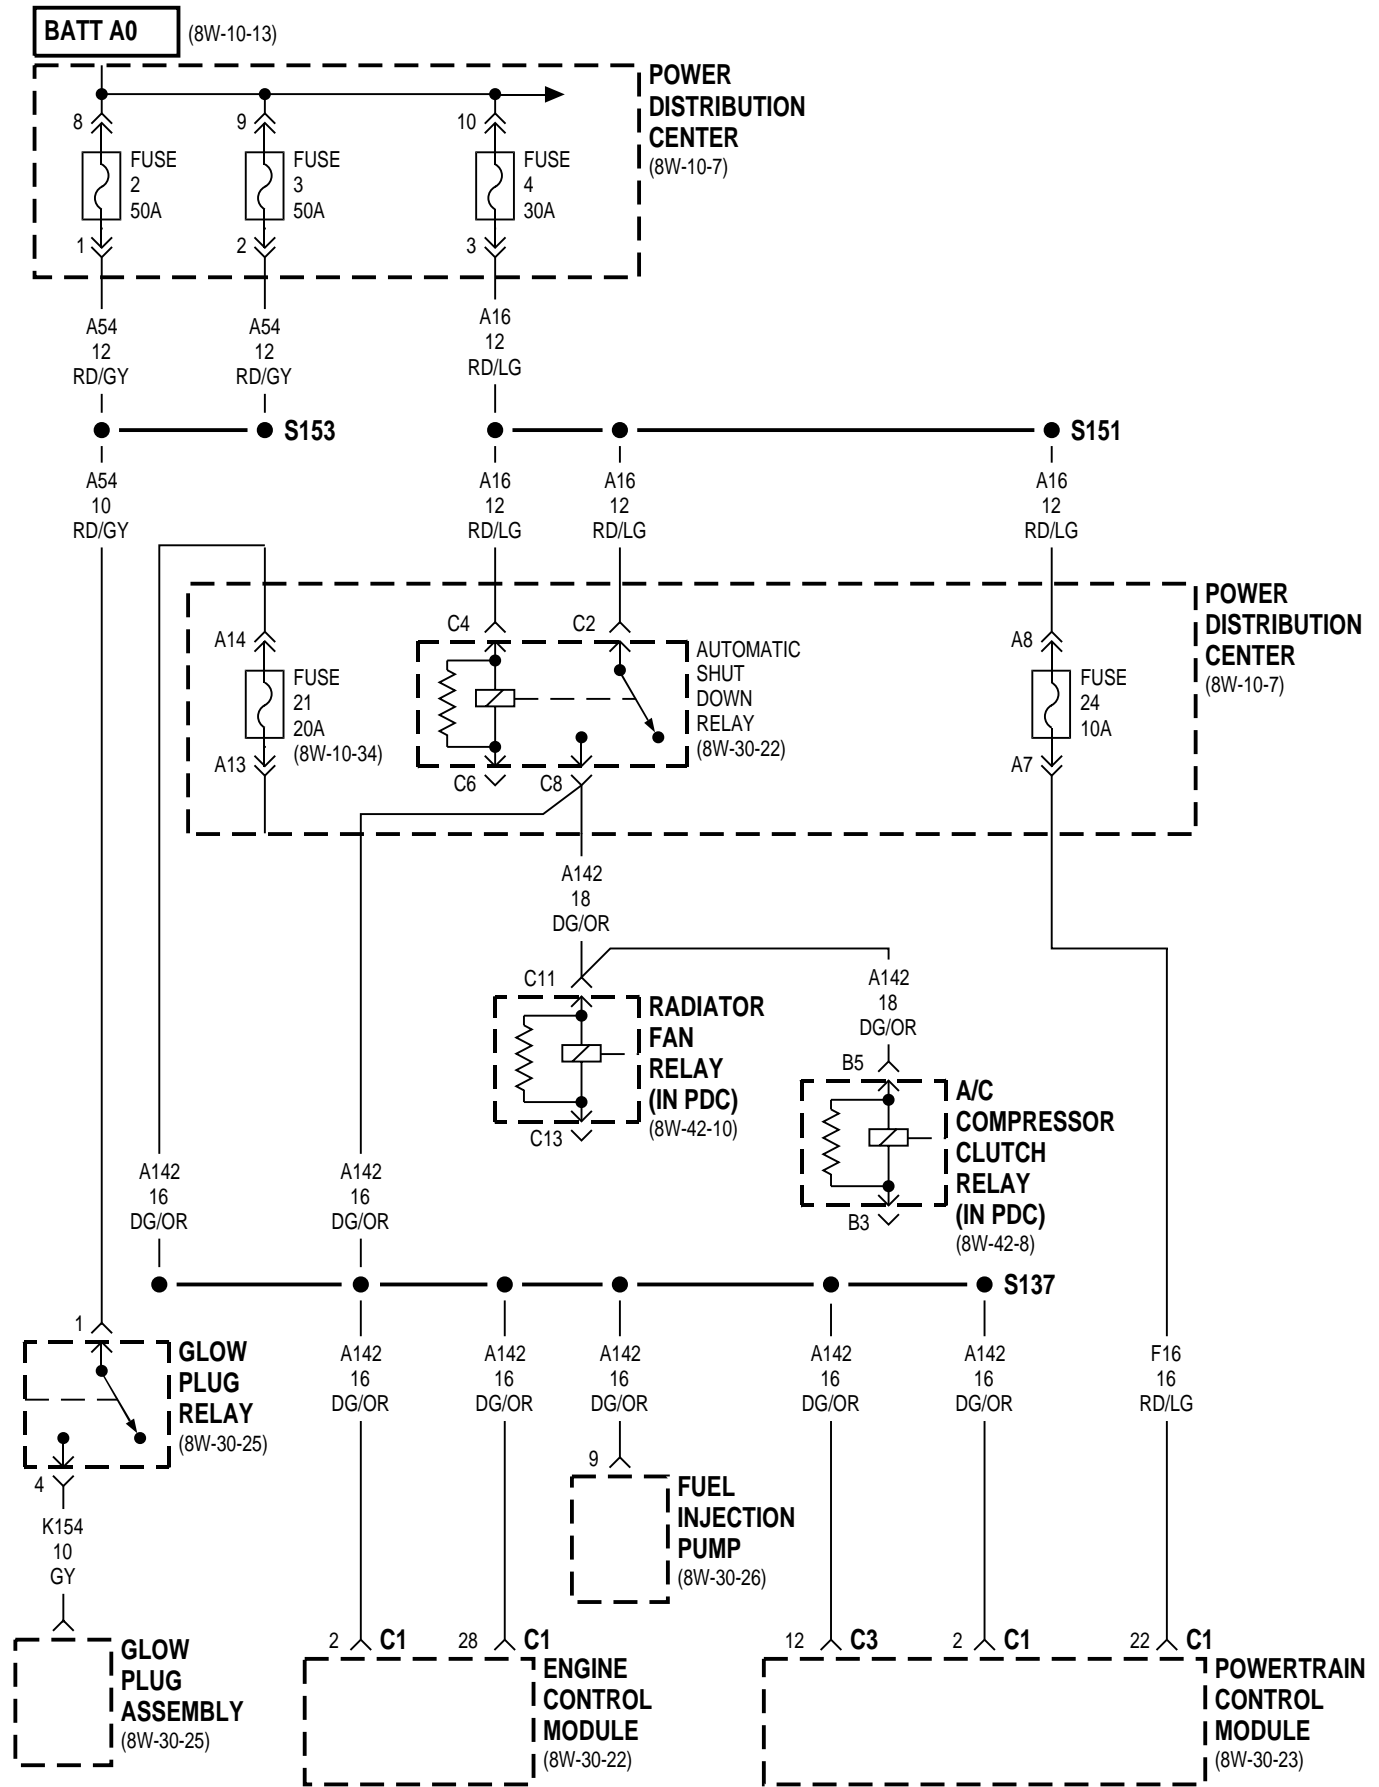 BATT A0
(8W-10-13)
POWER
DISTRIBUTION
CENTER
(8W-10-7)
8
9
10
FUSE
2
50A
FUSE
3
50A
FUSE
4
30A
1
2
3
A54
12
RD/GY
A54
12
RD/GY
A16
12
RD/LG
S153
S151
A54
10
RD/GY
A16
12
RD/LG
A16
12
RD/LG
A16
12
RD/LG
POWER
DISTRIBUTION
CENTER
(8W-10-7)
A14
C4
C2
A8
FUSE
21
20A
(8W-10-34)
AUTOMATIC
SHUT
DOWN
RELAY
(8W-30-22)
FUSE
24
10A
A13
C6
C8
A7
A142
18
DG/OR
C11
A142
18
DG/OR
RADIATOR
FAN
RELAY
(IN PDC)
(8W-42-10)
C13
B5
A/C
COMPRESSOR
CLUTCH
RELAY
(IN PDC)
(8W-42-8)
B3
A142
16
DG/OR
A142
16
DG/OR
S137
1
GLOW
PLUG
RELAY
(8W-30-25)
4
A142
16
DG/OR
A142
16
DG/OR
A142
16
DG/OR
A142
16
DG/OR
A142
16
DG/OR
F16
16
RD/LG
9
FUEL
INJECTION
PUMP
(8W-30-26)
K154
10
GY
GLOW
PLUG
ASSEMBLY
(8W-30-25)
2 C1
28 C1
ENGINE
CONTROL
MODULE
(8W-30-22)
12 C3
2 C1
22 C1
POWERTRAIN
CONTROL
MODULE
(8W-30-23)